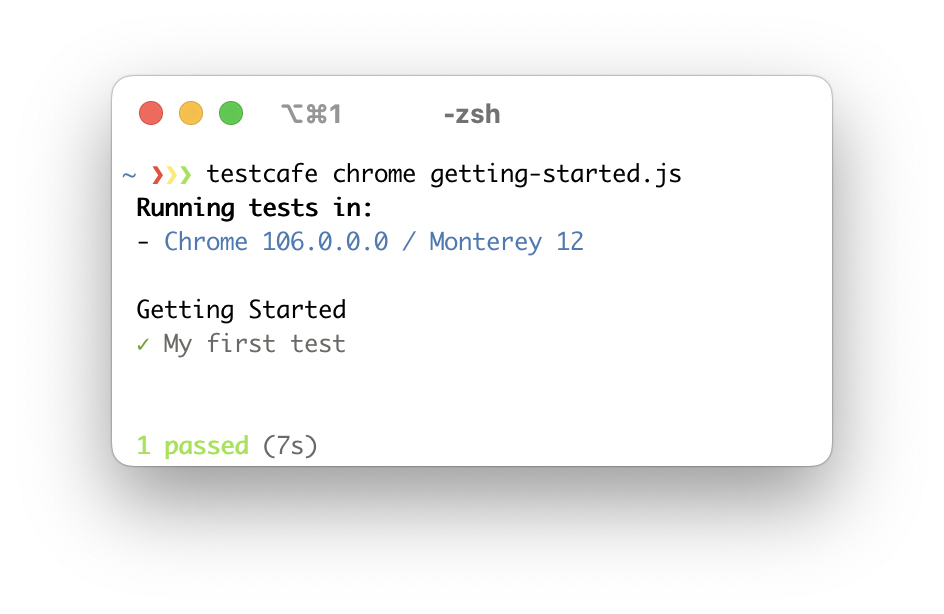 ⌥⌘1 -zsh
~ ❯❯❯ testcafe chrome getting-started.js
Running tests in:
- Chrome 106.0.0.0 / Monterey 12
Getting Started
✓ My first test
1 passed (7s)